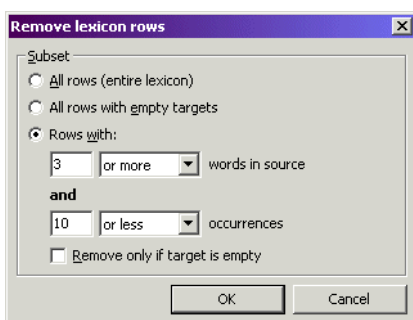 Remove lexicon rows
Subset
All rows (entire lexicon)
All rows with empty targets
Rows with:
3 or more words in source
and
10 or less occurrences
Remove only if target is empty
OK Cancel